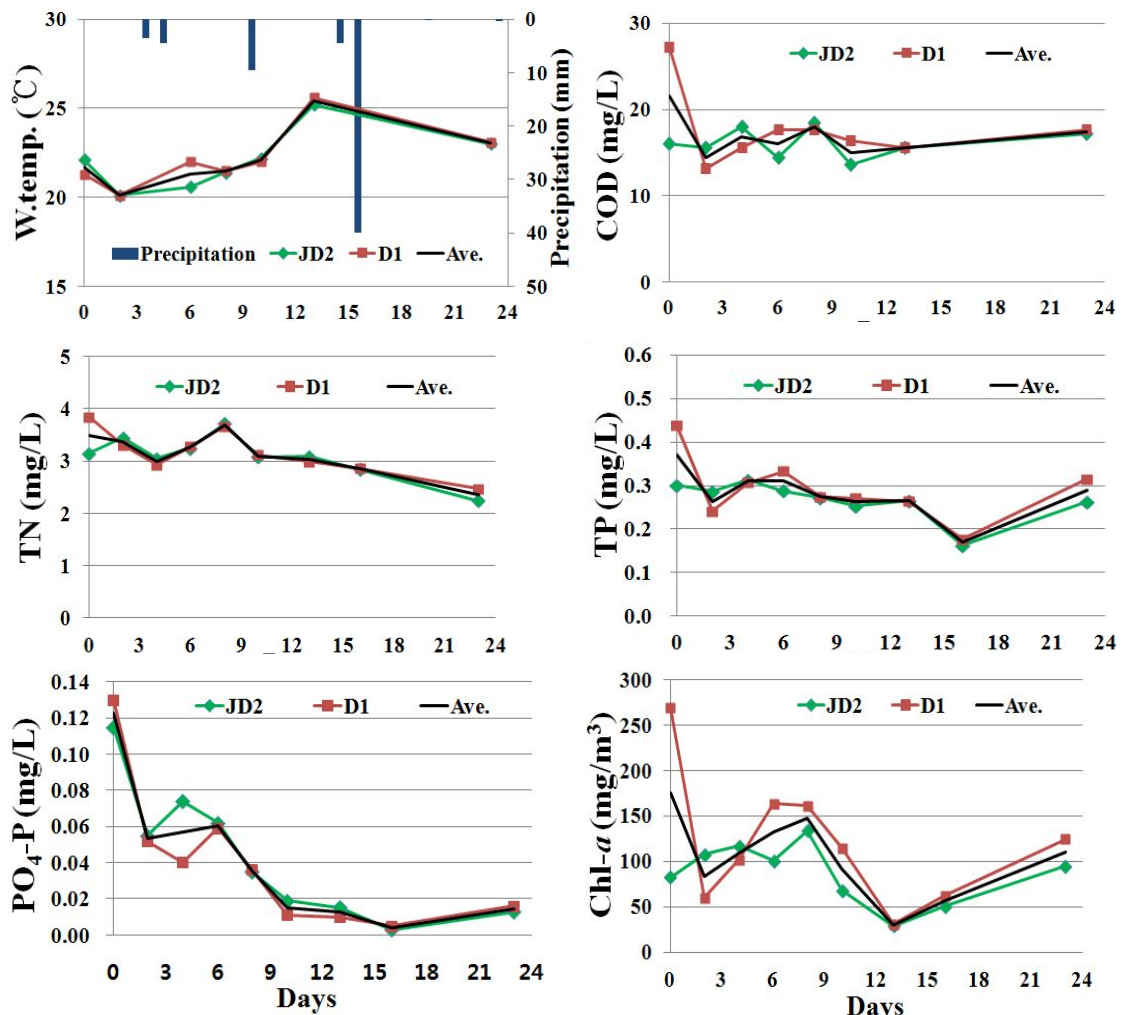 W.temp. (℃)
30
25
20
15
0
10
20
30
40
50
Precipitation (mm)
Precipitation JD2 D1 Ave.
0 3 6 9 12 15 18 21 24
COD (mg/L)
30
20
10
0
JD2 D1 Ave.
0 3 6 9 12 15 18 21 24
TN (mg/L)
5
4
3
2
1
0
JD2 D1 Ave.
0 3 6 9 12 15 18 21 24
TP (mg/L)
0.6
0.5
0.4
0.3
0.2
0.1
0.0
JD2 D1 Ave.
0 3 6 9 12 15 18 21 24
PO4-P (mg/L)
0.14
0.12
0.10
0.08
0.06
0.04
0.02
0.00
JD2 D1 Ave.
0 3 6 9 12 15 18 21 24
Days
Chl-a (mg/m³)
300
250
200
150
100
50
0
JD2 D1 Ave.
0 3 6 9 12 15 18 21 24
Days